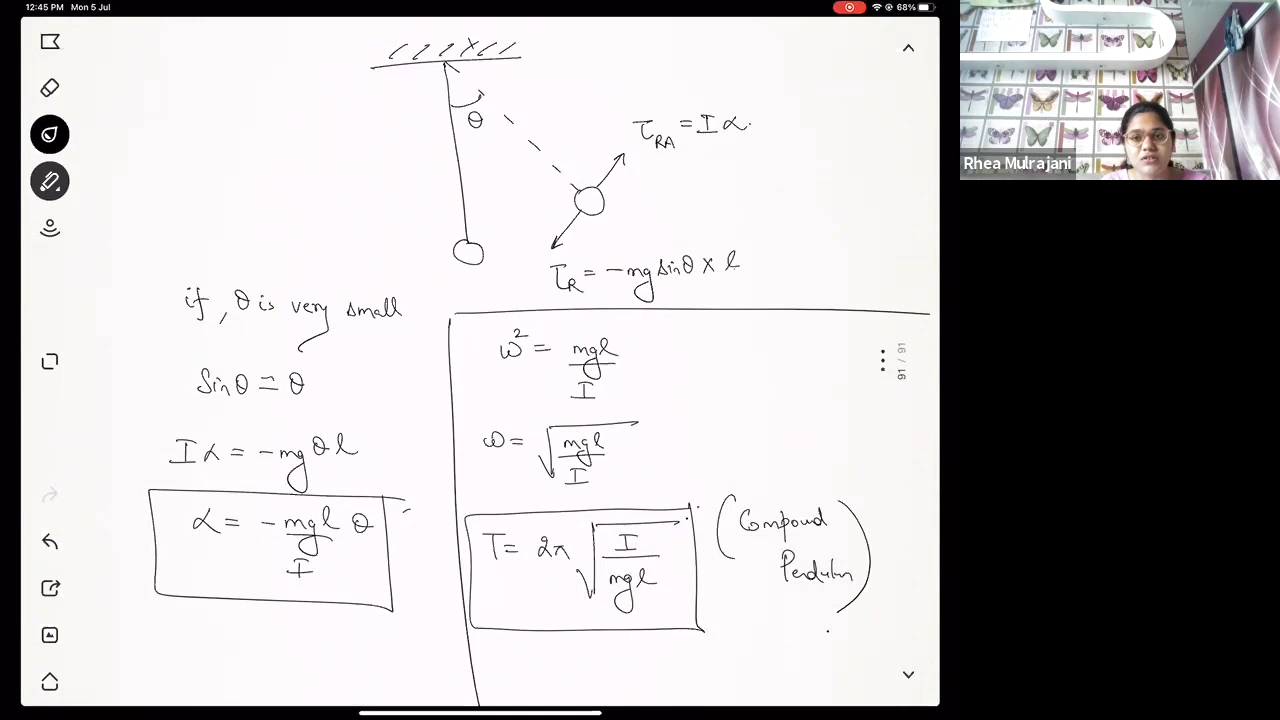 12:45 PM Mon 5 Jul
68%
θ
τ_RA = I α.
τ_R = -mg sinθ × l
if, θ is very small
Sinθ = θ
I α = -mg θ l
α = -mgl/I θ
ω² = mgl/I
ω = √(mgl/I)
T = 2π √(I/mgl)
(Compound
Pendulum)
91 / 91
Rhea Mulrajani